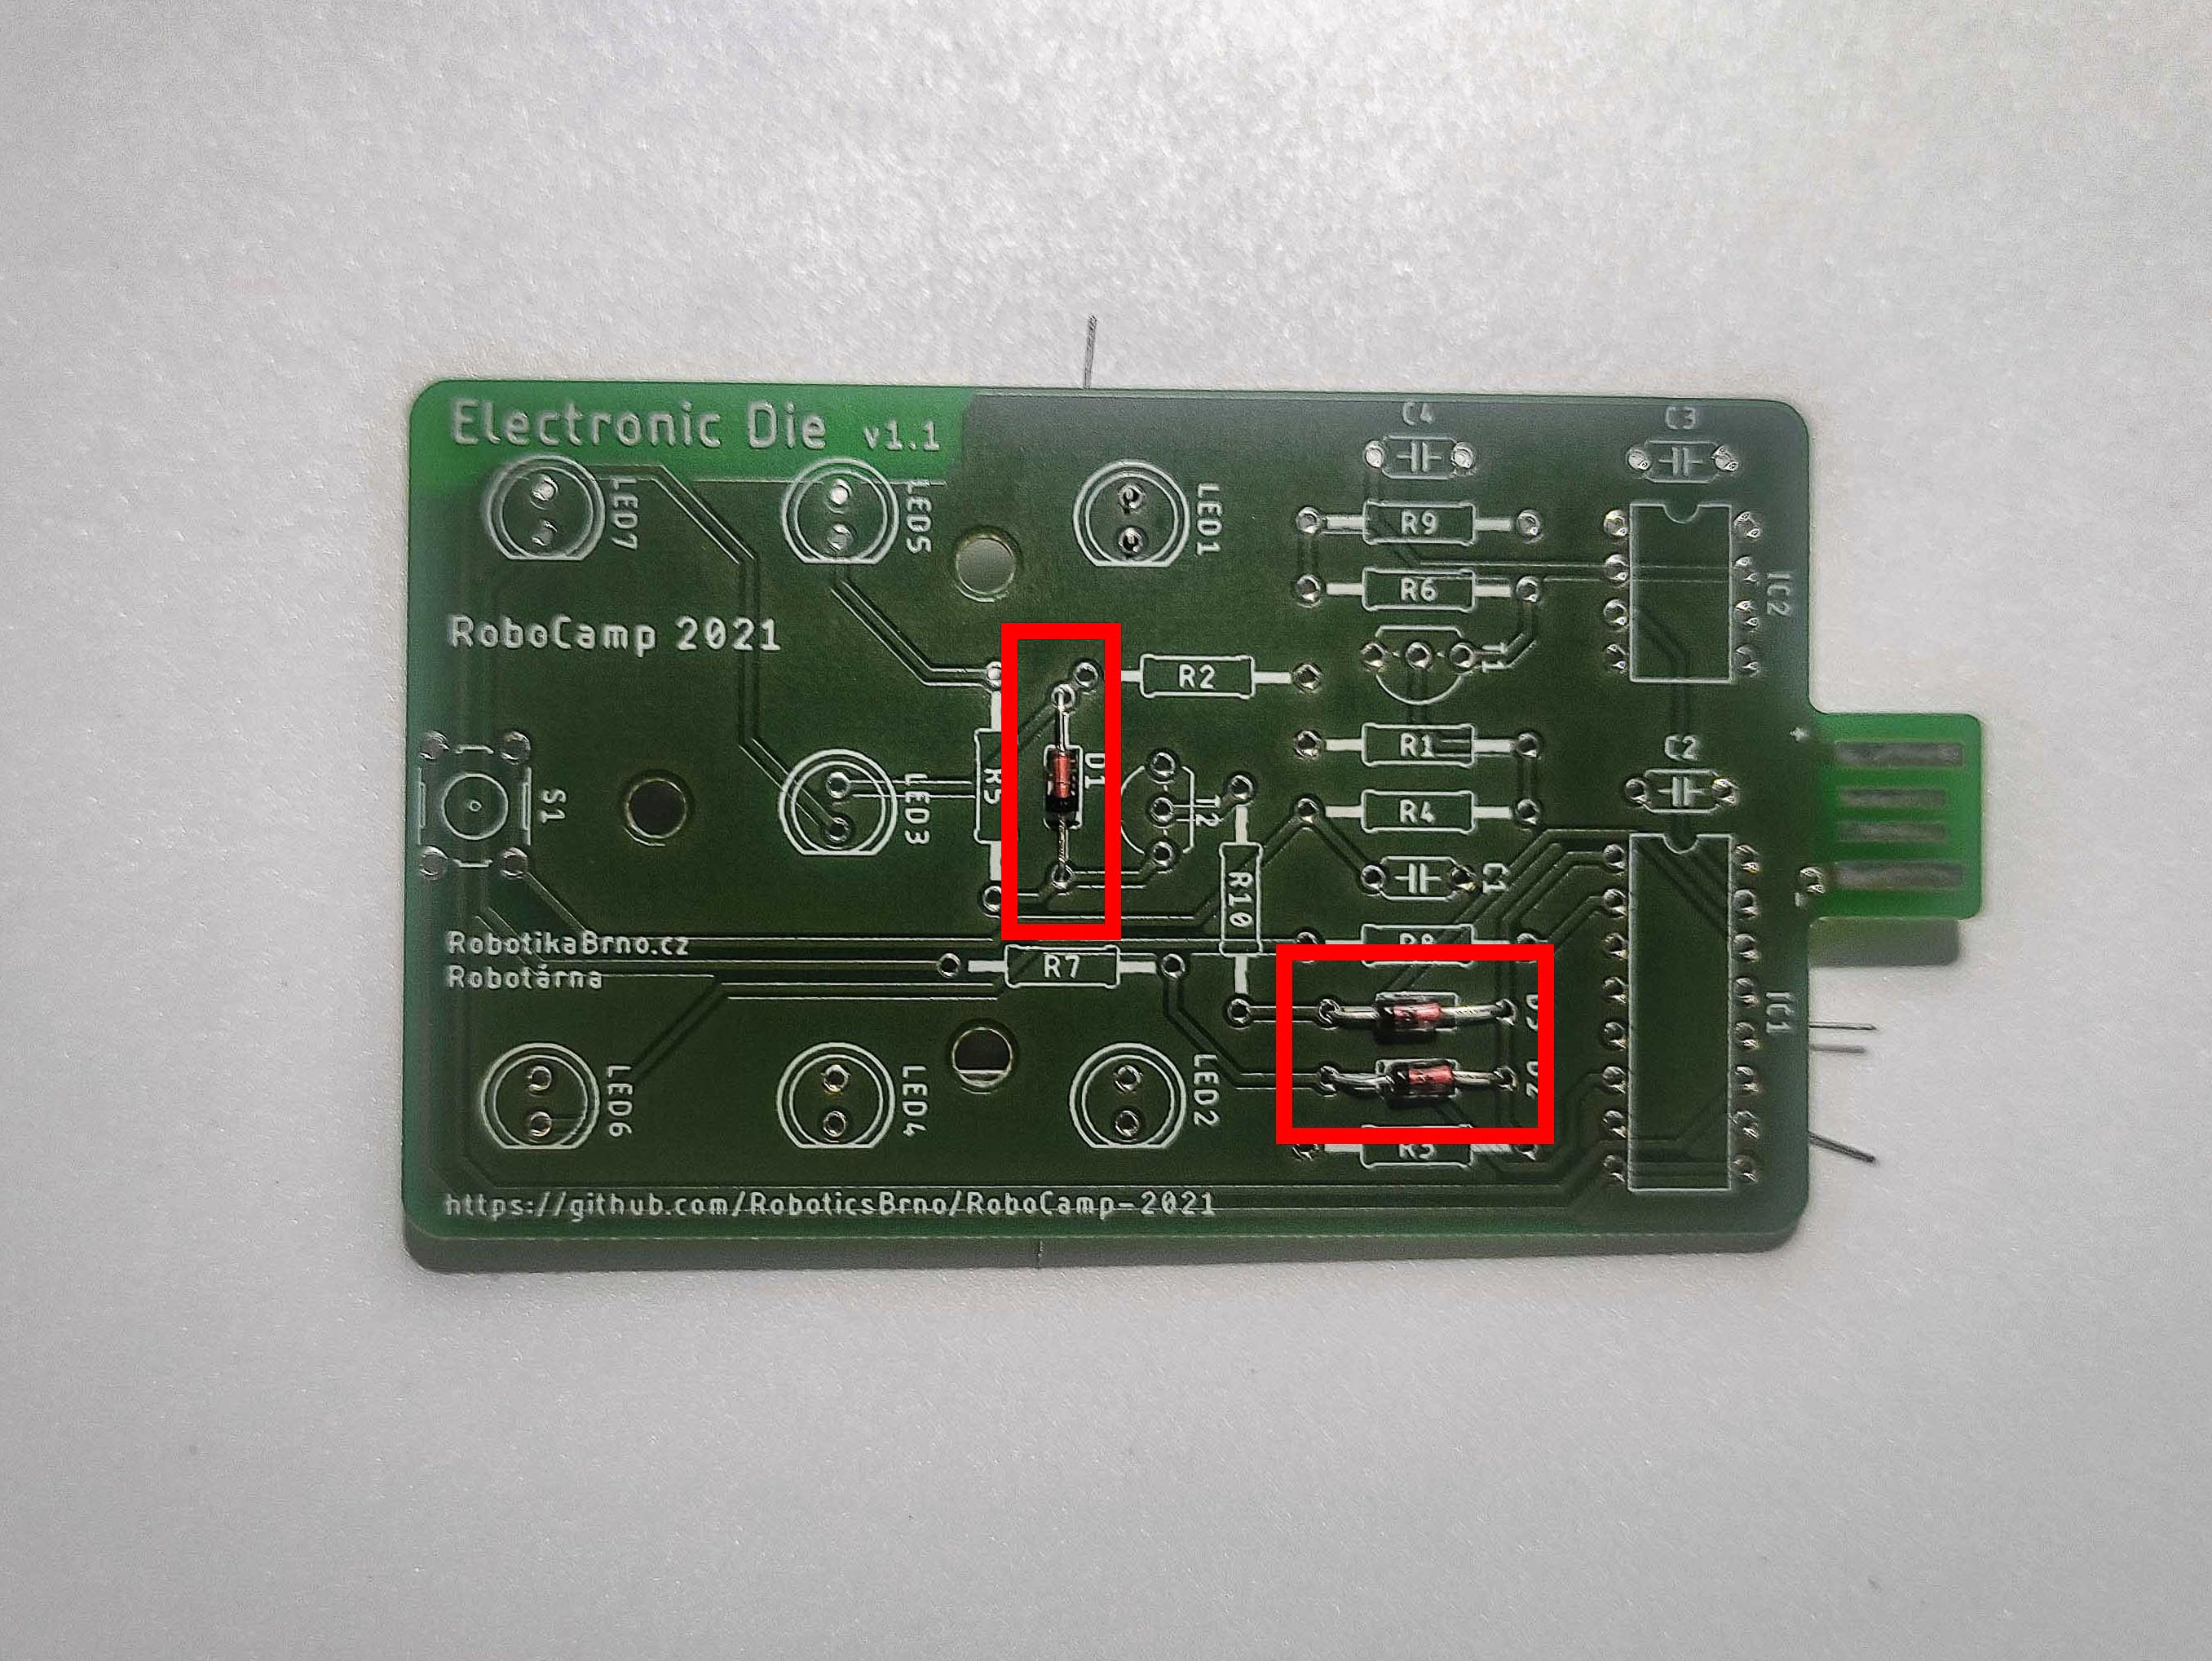 Electronic Die v1.1
C4
C3
LED7
LED5
LED1
R9
R6
IC2
RoboCamp 2021
T1
R2
R1
C2
+
D1
R5
LED3
T2
S1
R4
C1
R10
R8
RobotikaBrno.cz
Robotárna
R7
D3
IC1
D2
LED6
LED4
LED2
R3
https://github.com/RoboticsBrno/RoboCamp-2021